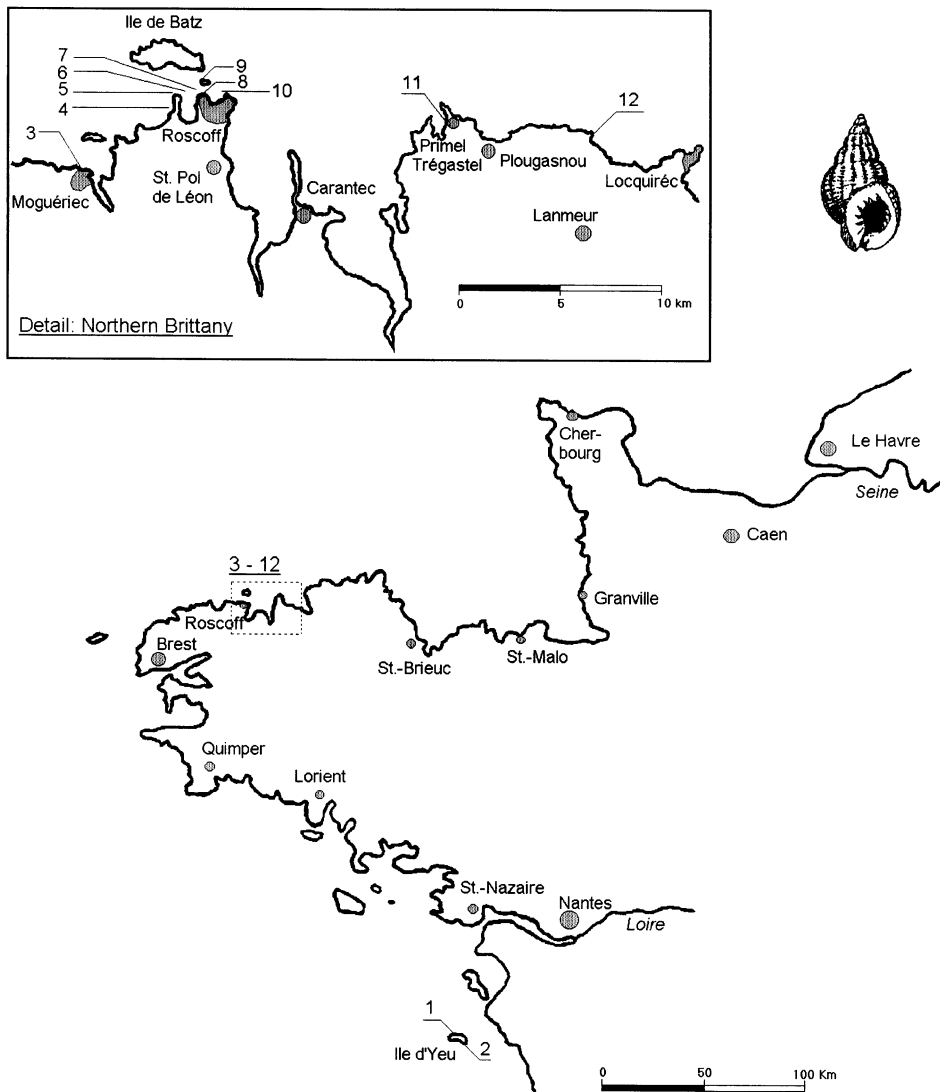 Ile de Batz
7
9
6
8
5
10
4
11
12
3
Roscoff
Primel
Trégastel
Plougasnou
St. Pol
de Léon
Carantec
Locquiréc
Moguériec
Lanmeur
0
5
10 km
Detail: Northern Brittany
Cher-
bourg
Le Havre
Seine
Caen
3 - 12
Granville
Roscoff
Brest
St.-Brieuc
St.-Malo
Quimper
Lorient
St.-Nazaire
Nantes
Loire
1
Ile d'Yeu
2
0
50
100 Km